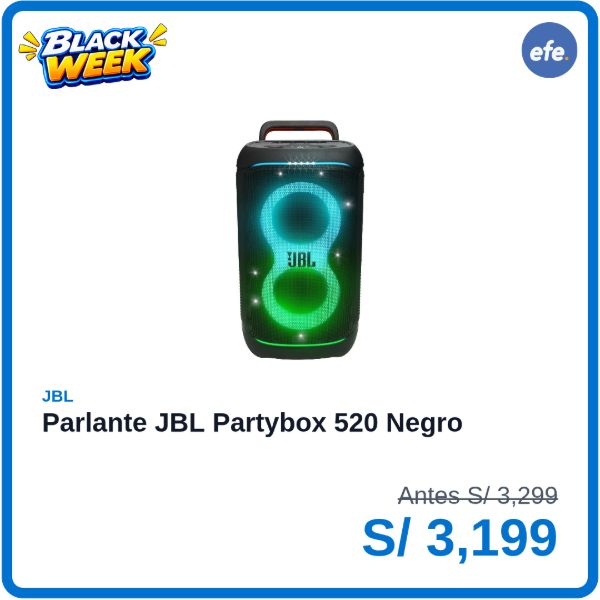 BLACK
WEEK
efe.
JBL
JBL
Parlante JBL Partybox 520 Negro
Antes S/ 3,299
S/ 3,199